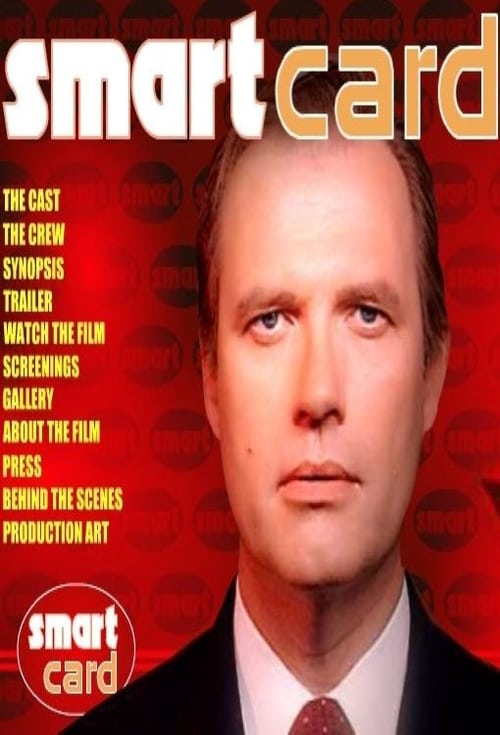 smart card
THE CAST
THE CREW
SYNOPSIS
TRAILER
WATCH THE FILM
SCREENINGS
GALLERY
ABOUT THE FILM
PRESS
BEHIND THE SCENES
PRODUCTION ART
smart
card